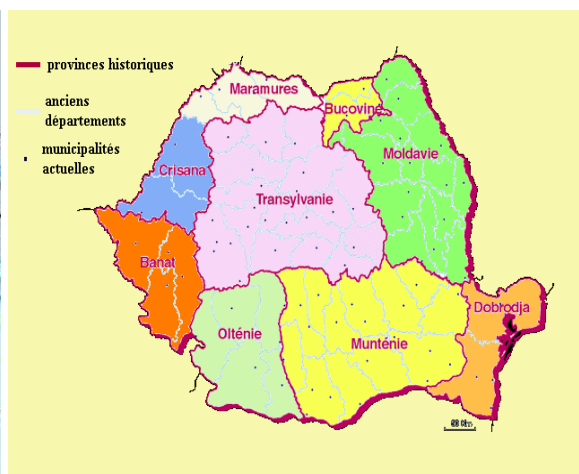 provinces historiques
anciens
départements
municipalités
actuelles
Maramures
Bucovine
Moldavie
Crisana
Transylvanie
Banat
Dobrodja
Olténie
Munténie